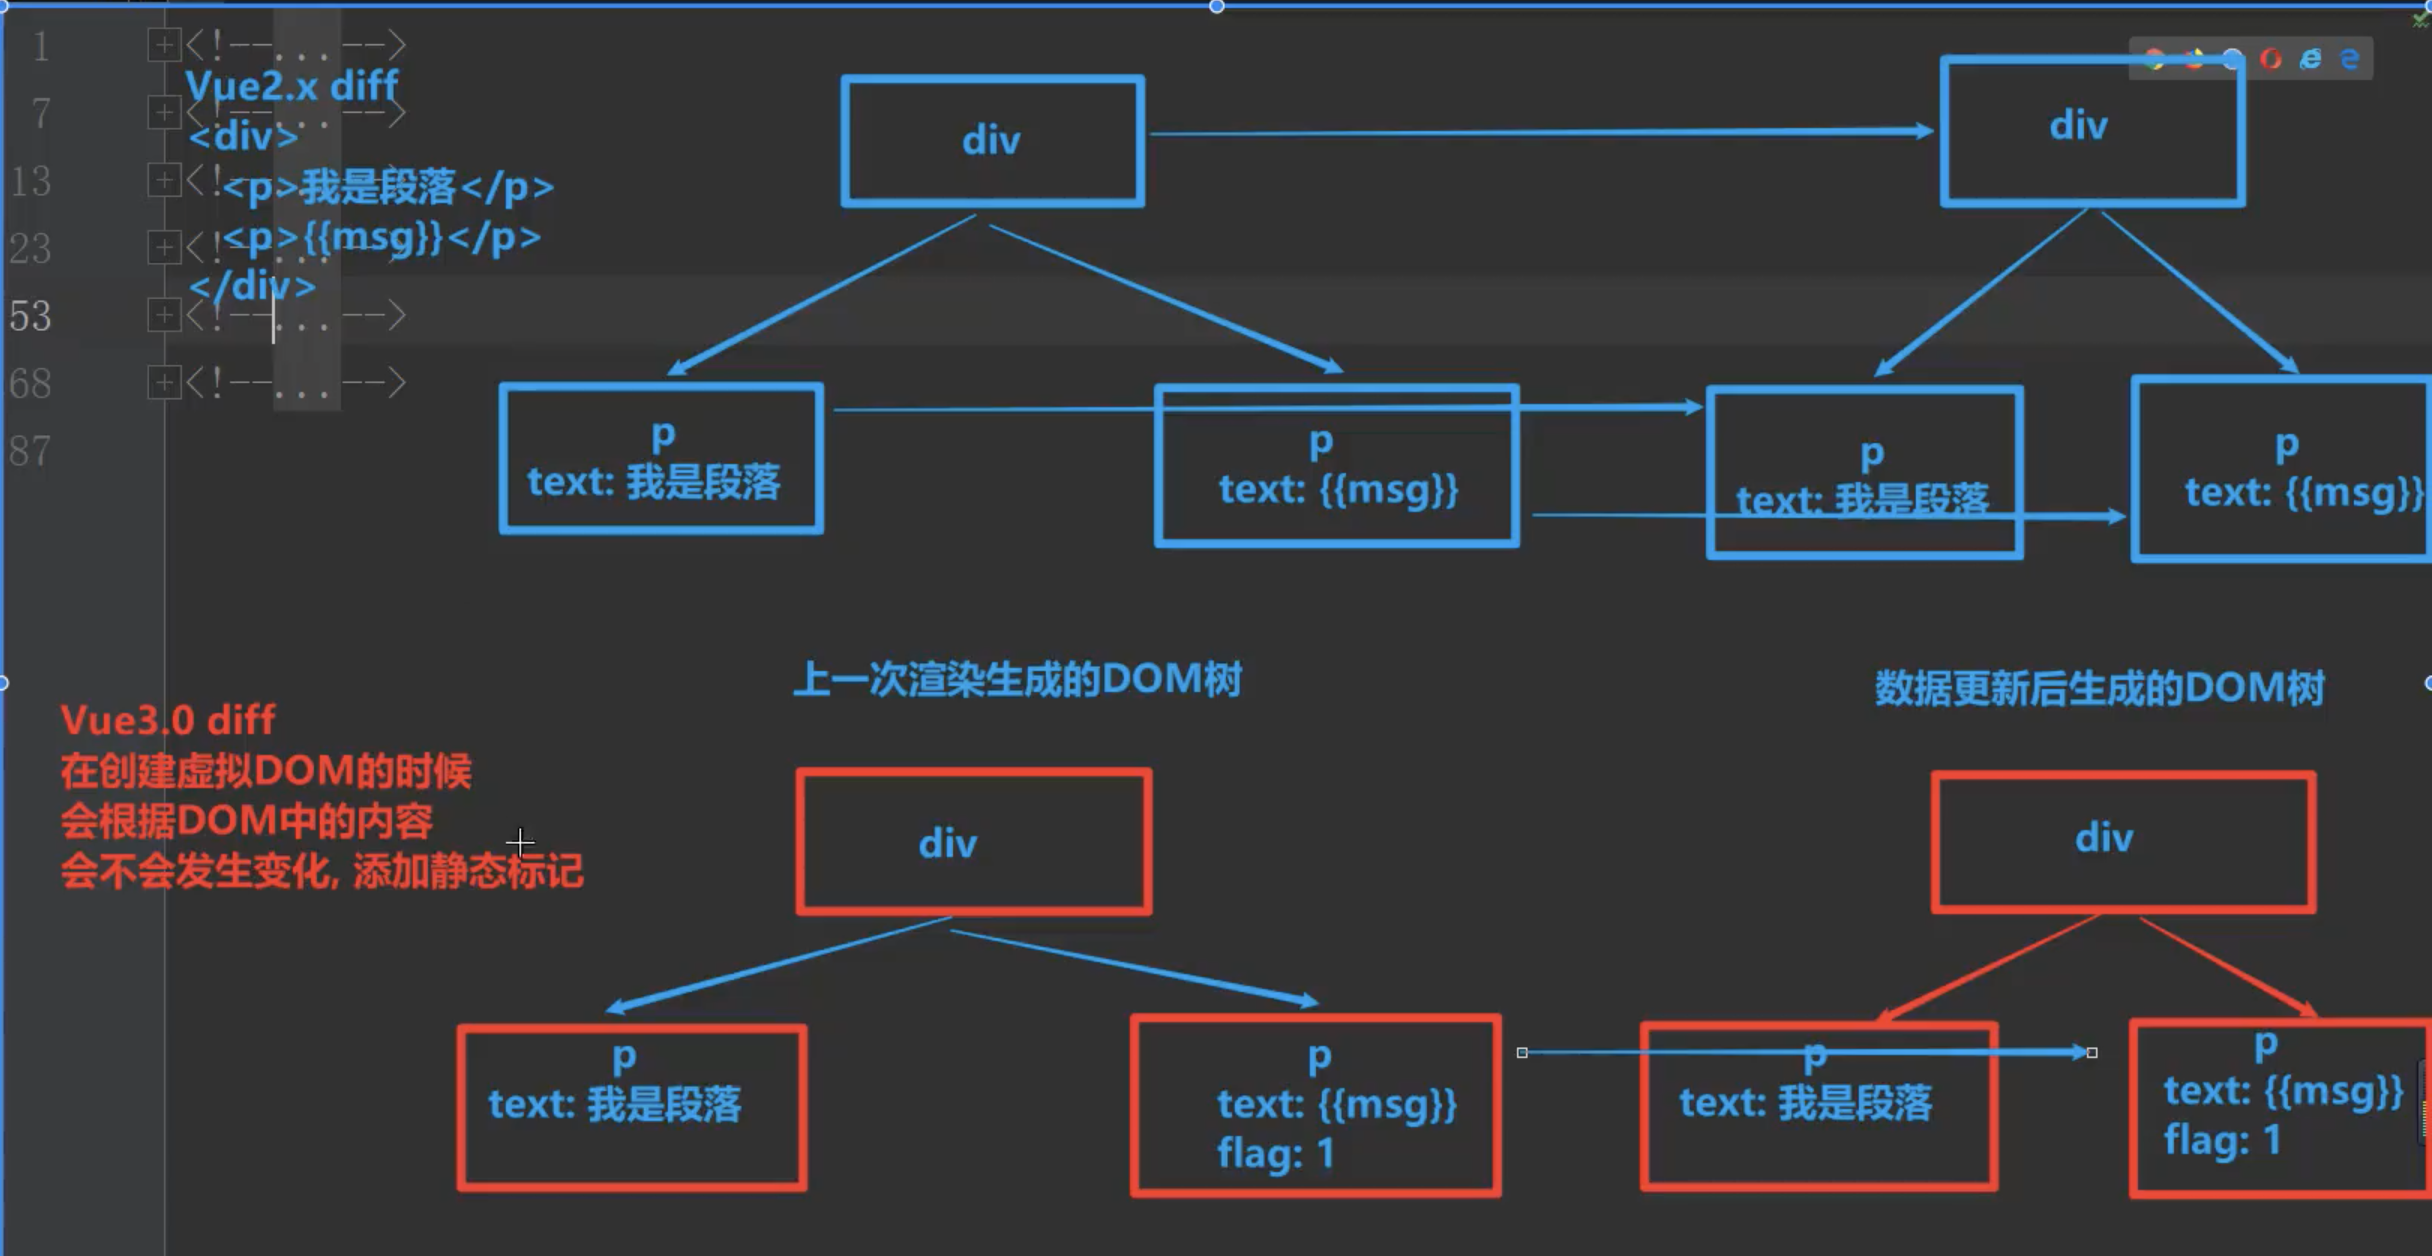 1
<!--...-->
Vue2.x diff
7
<!--...-->
<div>
13
<!--...-->
<p>我是段落</p>
23
<!--...-->
<p>{{msg}}</p>
</div>
53
<!--...-->
68
<!--...-->
87
div
div
p
text: 我是段落
p
text: {{msg}}
p
text: 我是段落
p
text: {{msg}}
上一次渲染生成的DOM树
数据更新后生成的DOM树
Vue3.0 diff
在创建虚拟DOM的时候
会根据DOM中的内容
会不会发生变化, 添加静态标记
div
div
p
text: 我是段落
p
text: {{msg}}
flag: 1
p
text: 我是段落
p
text: {{msg}}
flag: 1